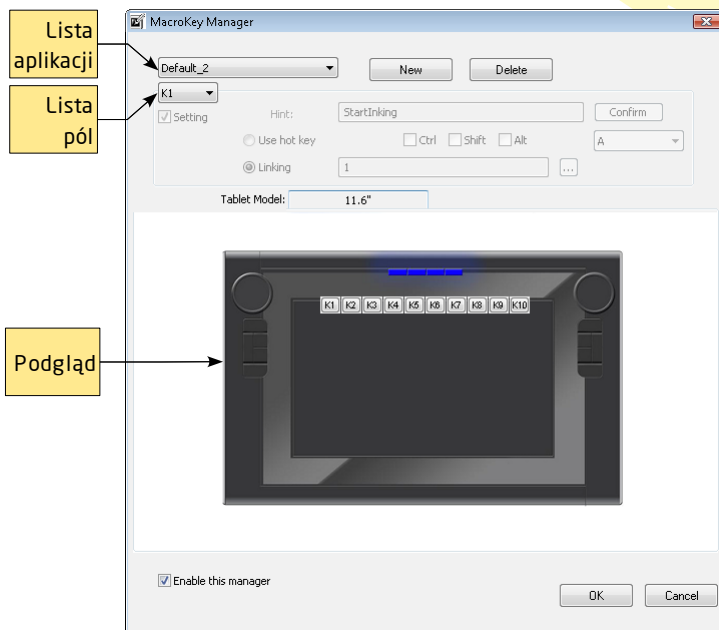 MacroKey Manager
Lista
aplikacji
Default_2
New
Delete
Lista
pól
K1
Setting
Hint:
StartInking
Confirm
Use hot key
Ctrl
Shift
Alt
A
Linking
1
...
Tablet Model:
11.6"
K1 K2 K3 K4 K5 K6 K7 K8 K9 K10
Podgląd
Enable this manager
OK
Cancel